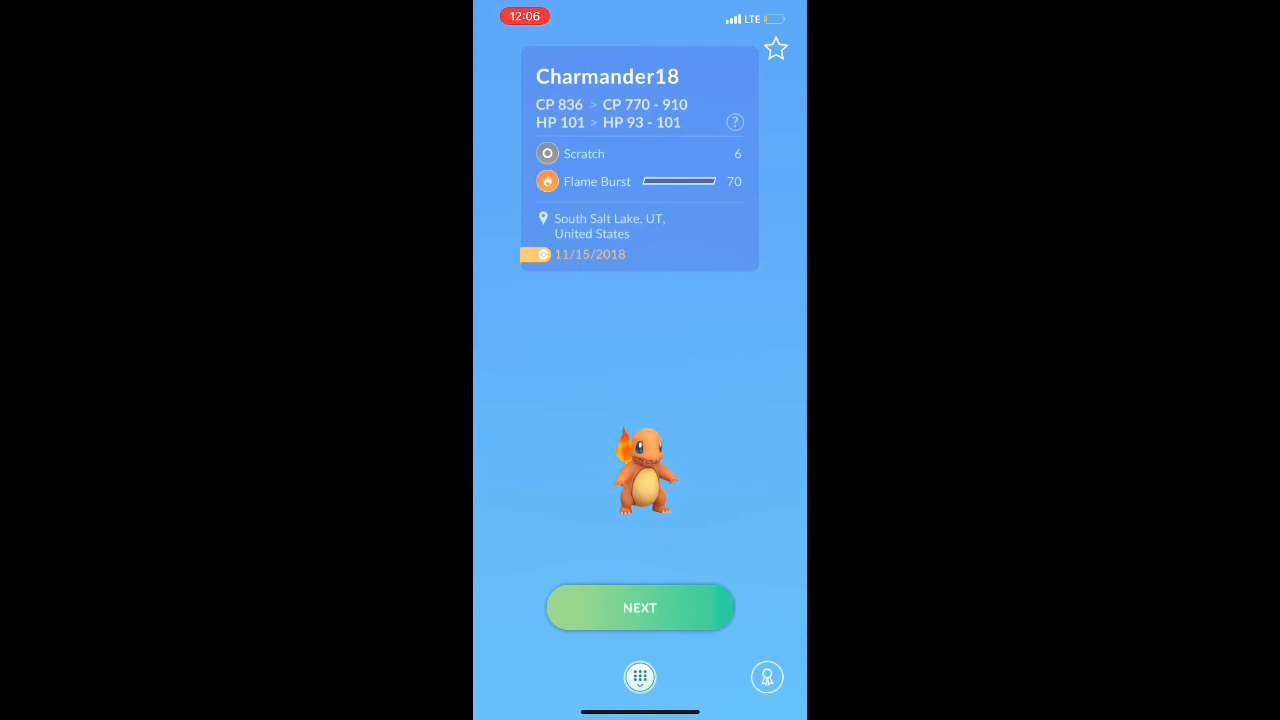 12:06
LTE
Charmander18
CP 836 > CP 770 - 910
HP 101 > HP 93 - 101
?
Scratch 6
Flame Burst 70
South Salt Lake, UT,
United States
11/15/2018
NEXT